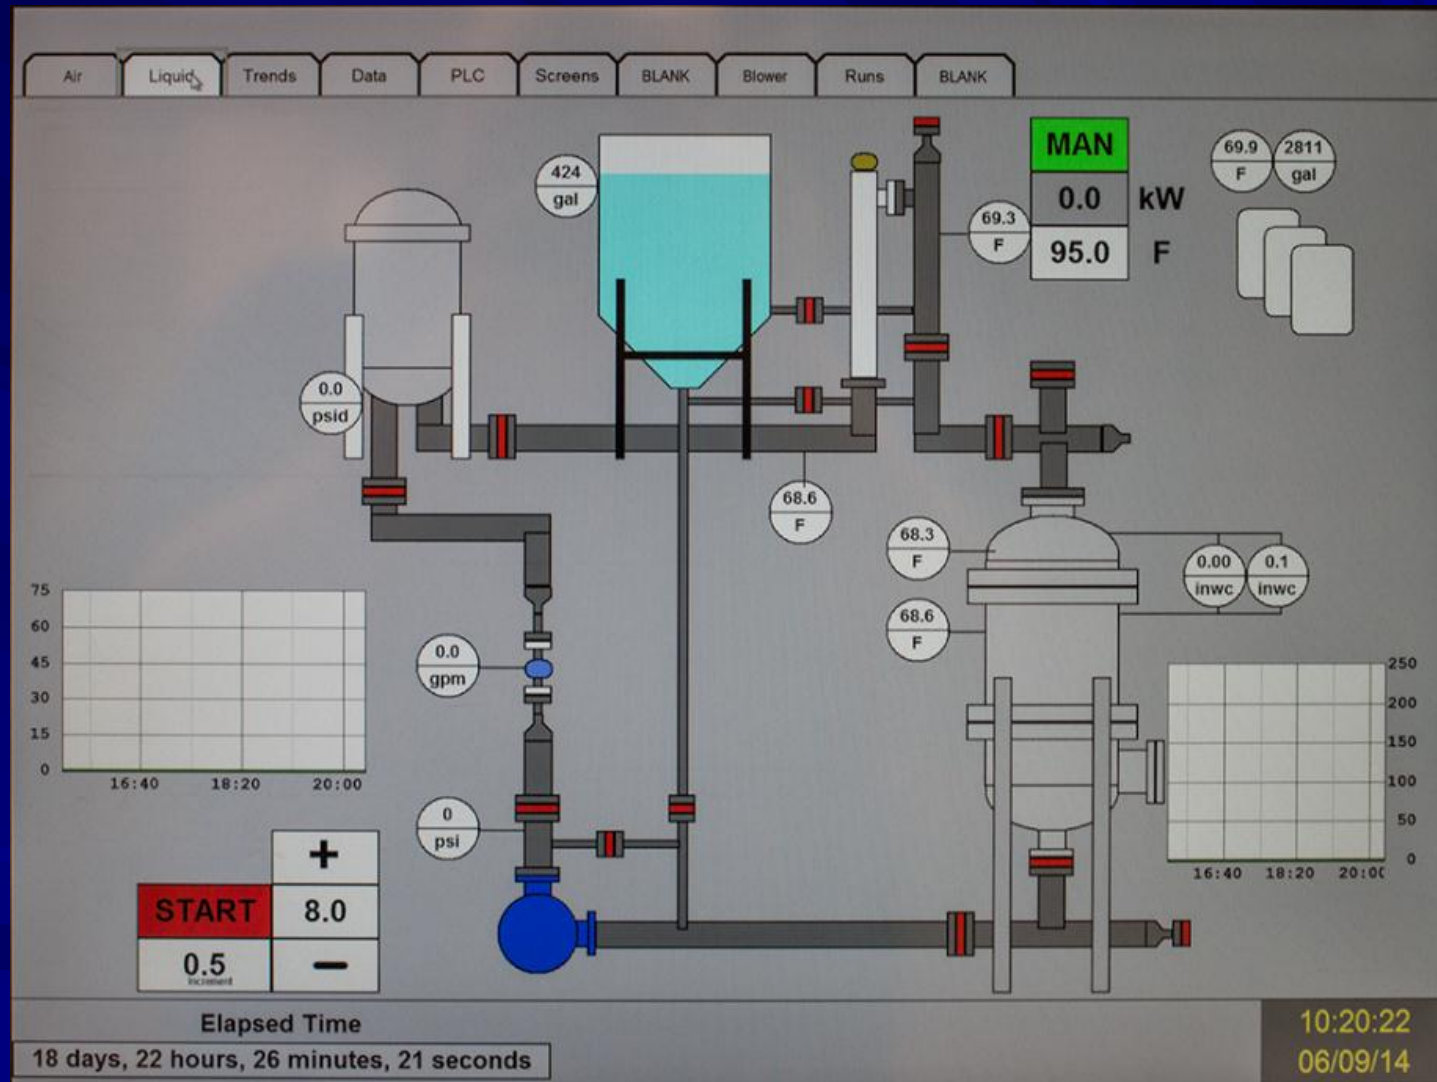 Air
Liquid
Trends
Data
PLC
Screens
BLANK
Blower
Runs
BLANK
424
gal
MAN
0.0 kW
95.0 F
69.3
F
69.9
F
2811
gal
0.0
psid
68.6
F
68.3
F
68.6
F
0.00
inwc
0.1
inwc
0.0
gpm
0
psi
75
60
45
30
15
0
16:40 18:20 20:00
250
200
150
100
50
0
16:40 18:20 20:00
+
START
8.0
0.5
Increment
−
Elapsed Time
18 days, 22 hours, 26 minutes, 21 seconds
10:20:22
06/09/14